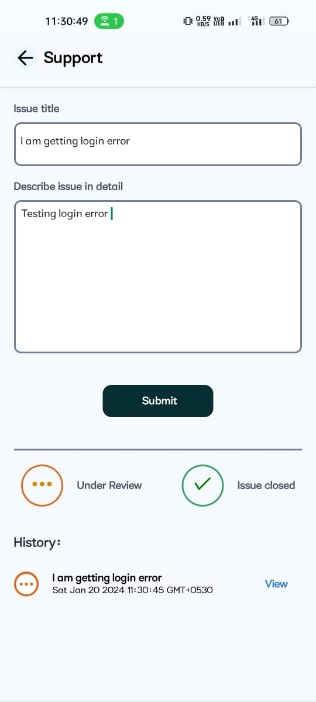 11:30:49 1 0.59 KB/S Vo9 4G 61
Support
Issue title
I am getting login error
Describe issue in detail
Testing login error
Submit
Under Review
Issue closed
History:
I am getting login error
Sat Jan 20 2024 11:30:45 GMT+0530
View